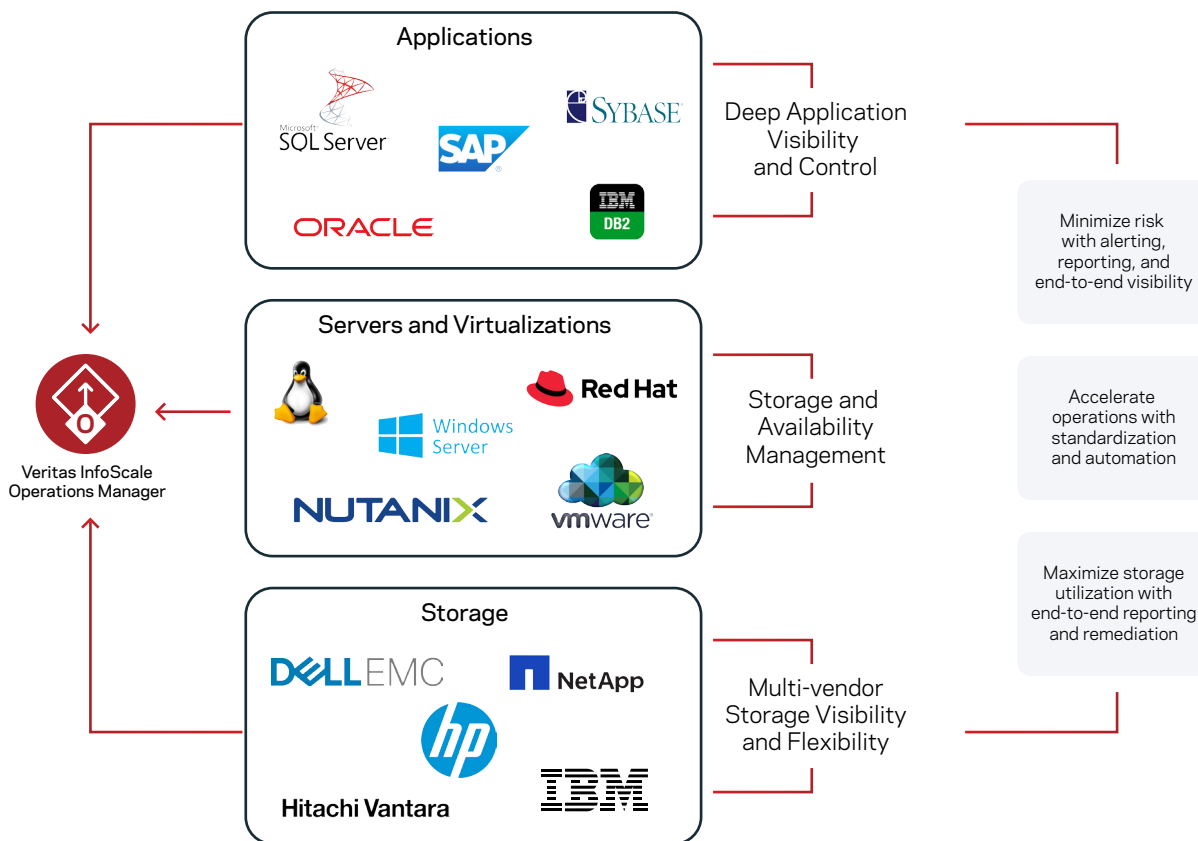 Applications
Microsoft
SQL Server
SAP
SYBASE
ORACLE
IBM
DB2
Deep Application
Visibility
and Control
Servers and Virtualizations
Red Hat
Windows
Server
NUTANIX
vmware
Storage and
Availability
Management
Veritas InfoScale
Operations Manager
Storage
DELL EMC
NetApp
hp
Hitachi Vantara
IBM
Multi-vendor
Storage Visibility
and Flexibility
Minimize risk
with alerting,
reporting, and
end-to-end visibility
Accelerate
operations with
standardization
and automation
Maximize storage
utilization with
end-to-end reporting
and remediation